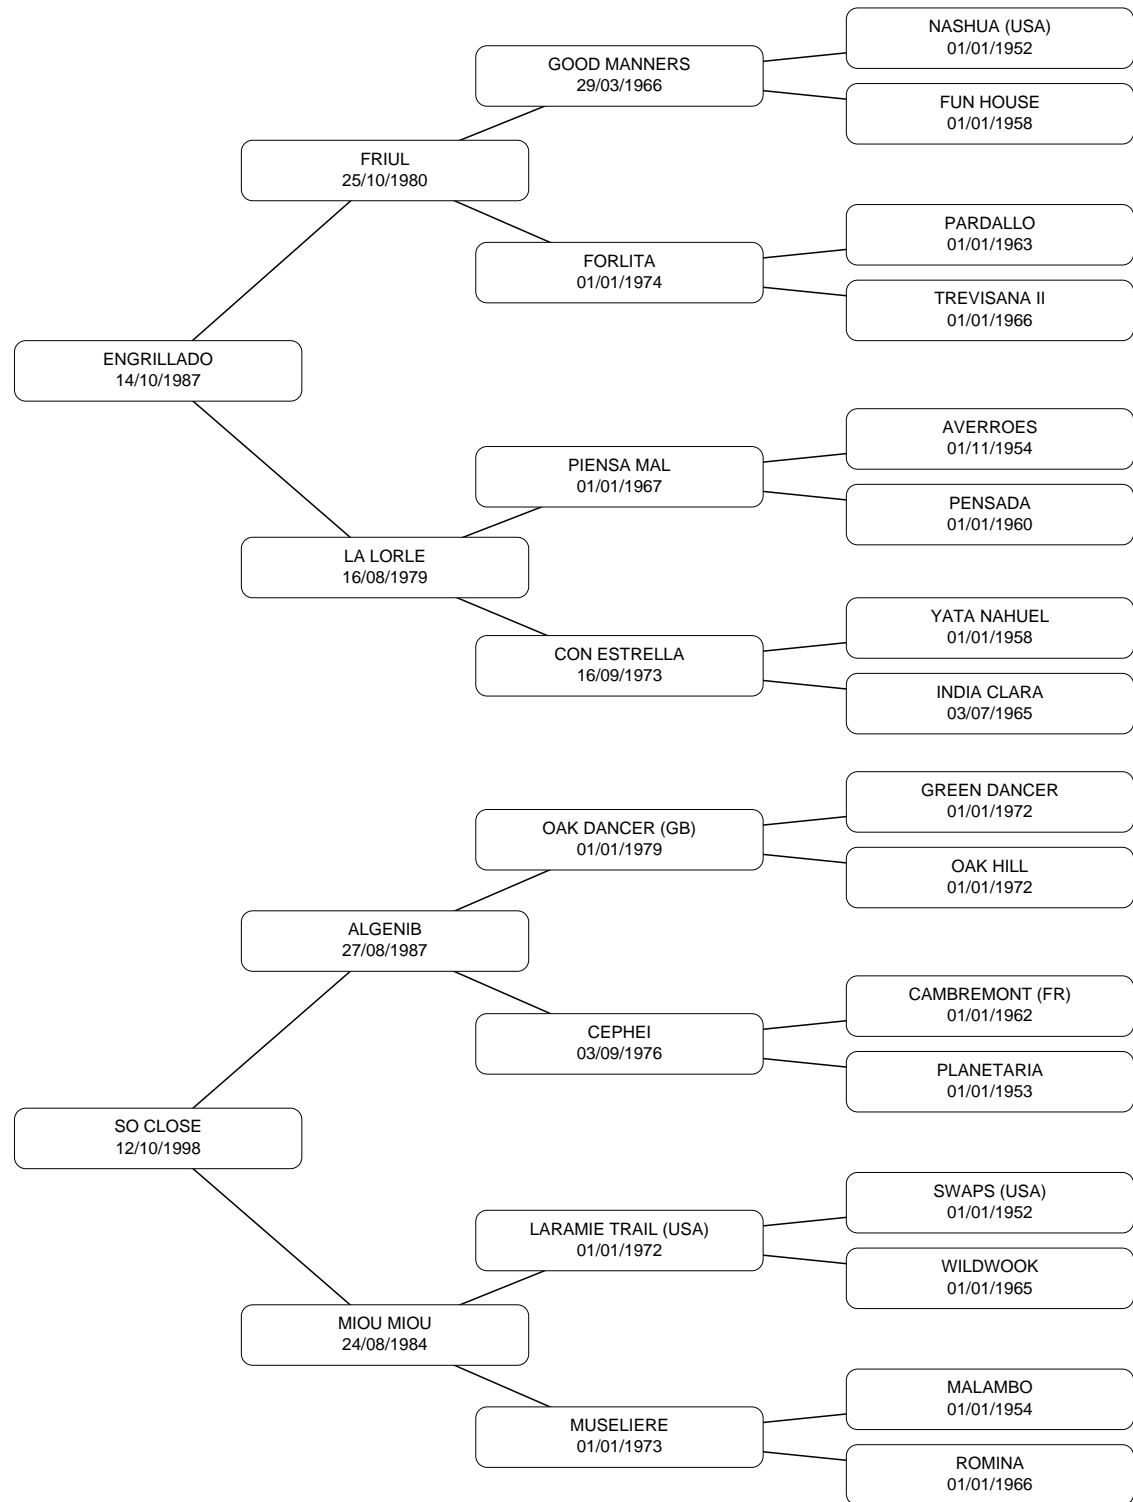 NASHUA (USA)
01/01/1952
GOOD MANNERS
29/03/1966
FUN HOUSE
01/01/1958
FRIUL
25/10/1980
PARDALLO
01/01/1963
FORLITA
01/01/1974
TREVISANA II
01/01/1966
ENGRILLADO
14/10/1987
AVERROES
01/11/1954
PIENSA MAL
01/01/1967
PENSADA
01/01/1960
LA LORLE
16/08/1979
YATA NAHUEL
01/01/1958
CON ESTRELLA
16/09/1973
INDIA CLARA
03/07/1965
GREEN DANCER
01/01/1972
OAK DANCER (GB)
01/01/1979
OAK HILL
01/01/1972
ALGENIB
27/08/1987
CAMBREMONT (FR)
01/01/1962
CEPHEI
03/09/1976
PLANETARIA
01/01/1953
SO CLOSE
12/10/1998
SWAPS (USA)
01/01/1952
LARAMIE TRAIL (USA)
01/01/1972
WILDWOOK
01/01/1965
MIOU MIOU
24/08/1984
MALAMBO
01/01/1954
MUSELIERE
01/01/1973
ROMINA
01/01/1966